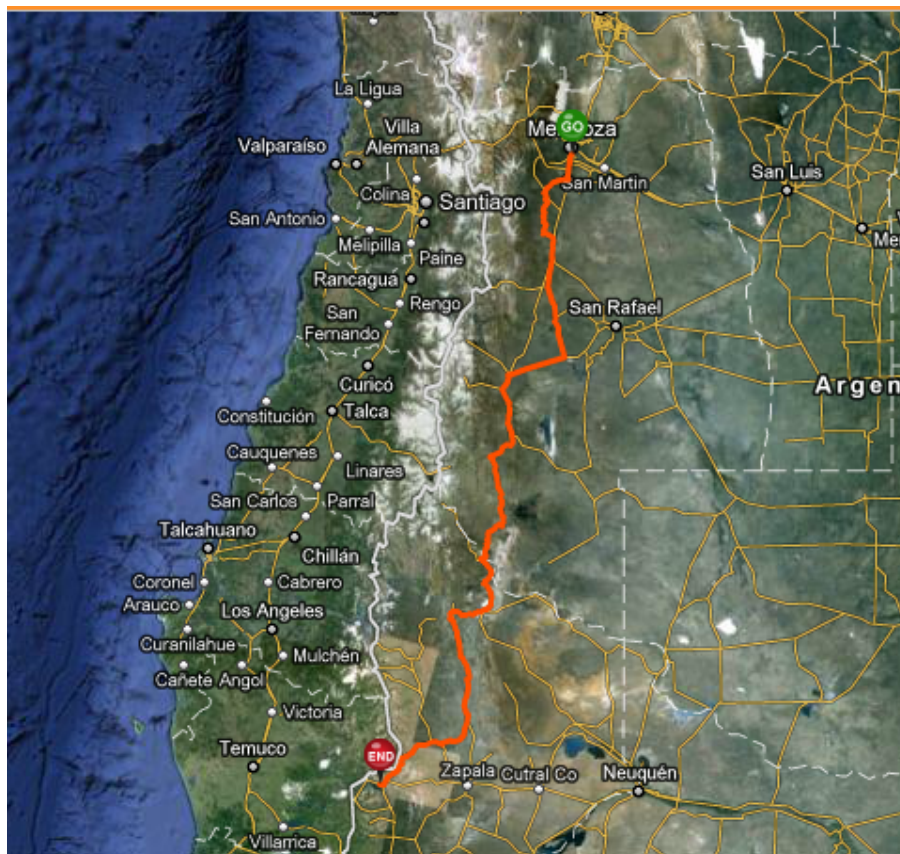 La Ligua
GO
Mendoza
Villa
Alemana
Valparaíso
San Martin
San Luis
Colina
Santiago
San Antonio
Melipilla
Paine
Rancagua
Rengo
San
Fernando
San Rafael
Curicó
Argen
Constitución
Talca
Cauquenes
Linares
San Carlos
Parral
Talcahuano
Chillán
Coronel
Cabrero
Arauco
Los Angeles
Curanilahue
Mulchén
Cañete
Angol
Victoria
Temuco
END
Zapala
Cutral Co
Neuquén
Villarrica